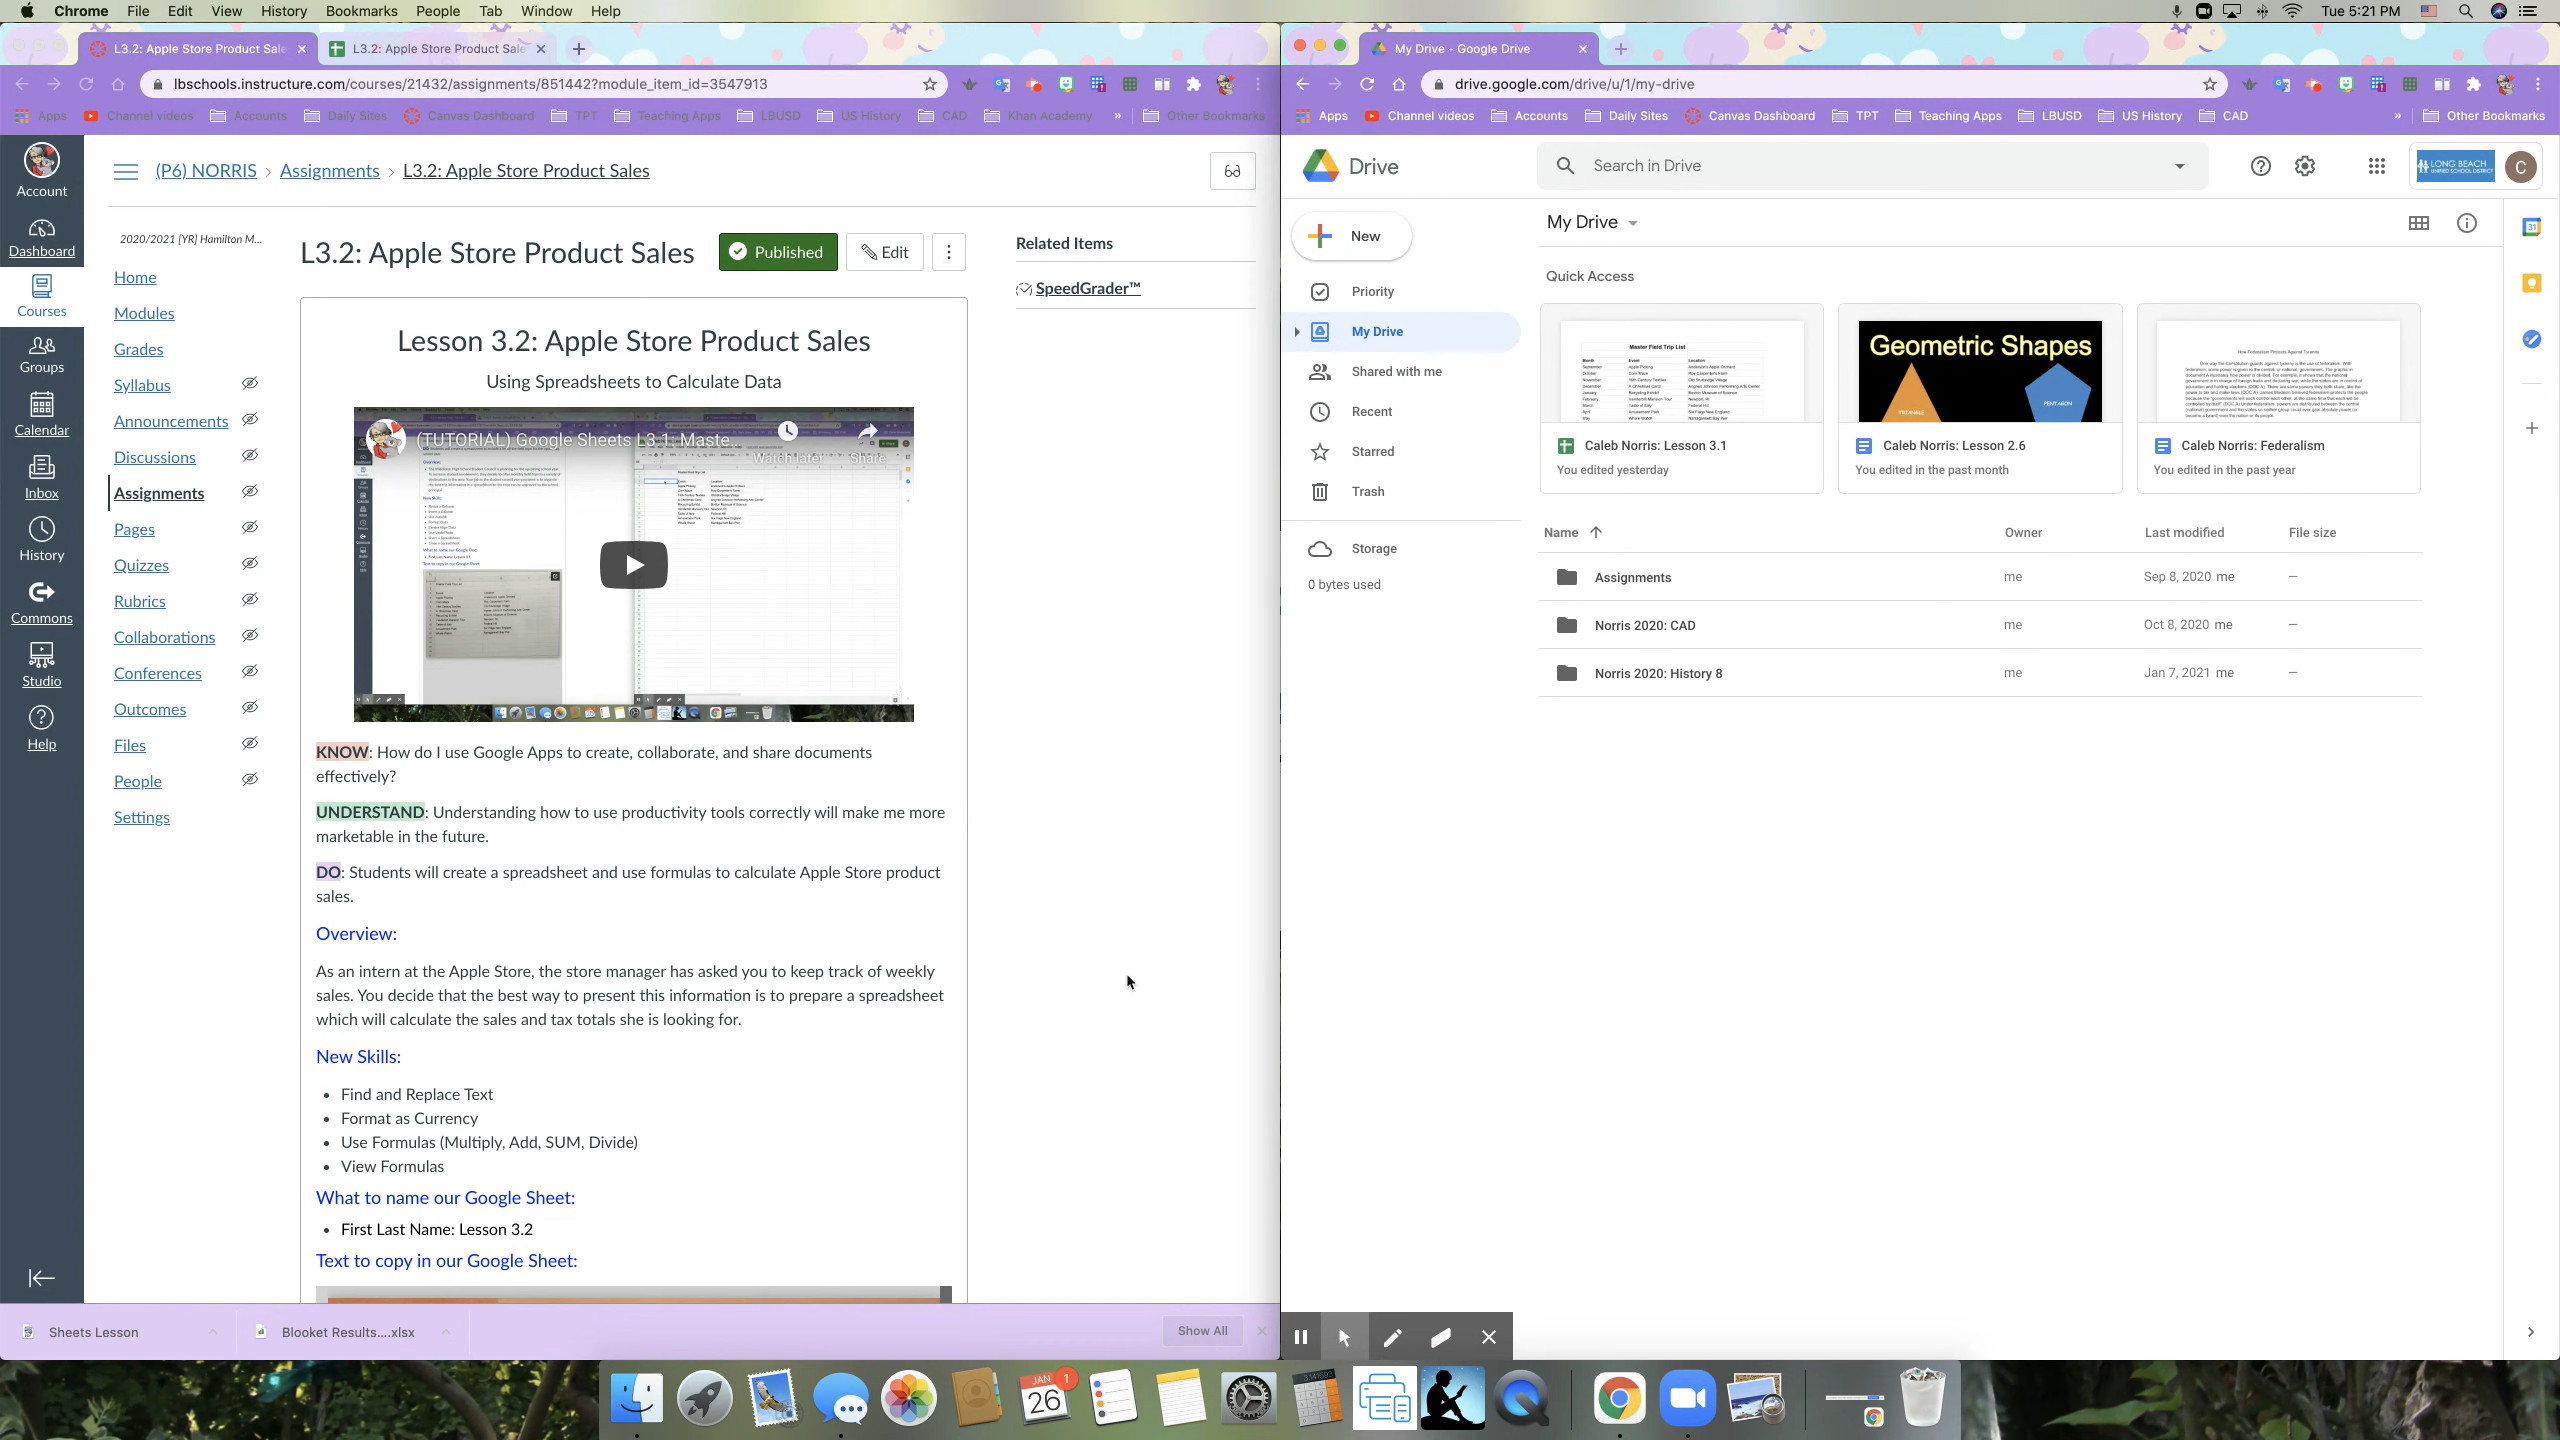 Chrome File Edit View History Bookmarks People Tab Window Help
Tue 5:21 PM
L3.2: Apple Store Product Sale
L3.2: Apple Store Product Sale
lbschools.instructure.com/courses/21432/assignments/851442?module_item_id=3547913
Apps Channel videos Accounts Daily Sites Canvas Dashboard TPT Teaching Apps LBUSD US History CAD Khan Academy » Other Bookmarks
Account
Dashboard
Courses
Groups
Calendar
Inbox
History
Commons
Studio
Help
(P6) NORRIS › Assignments › L3.2: Apple Store Product Sales
2020/2021 [YR] Hamilton M...
Home
Modules
Grades
Syllabus
Announcements
Discussions
Assignments
Pages
Quizzes
Rubrics
Collaborations
Conferences
Outcomes
Files
People
Settings
L3.2: Apple Store Product Sales
Published
Edit
Related Items
SpeedGrader™
Lesson 3.2: Apple Store Product Sales
Using Spreadsheets to Calculate Data
(TUTORIAL) Google Sheets L3.1: Maste...
Watch later
Share
KNOW: How do I use Google Apps to create, collaborate, and share documents
effectively?
UNDERSTAND: Understanding how to use productivity tools correctly will make me more
marketable in the future.
DO: Students will create a spreadsheet and use formulas to calculate Apple Store product
sales.
Overview:
As an intern at the Apple Store, the store manager has asked you to keep track of weekly
sales. You decide that the best way to present this information is to prepare a spreadsheet
which will calculate the sales and tax totals she is looking for.
New Skills:
• Find and Replace Text
• Format as Currency
• Use Formulas (Multiply, Add, SUM, Divide)
• View Formulas
What to name our Google Sheet:
• First Last Name: Lesson 3.2
Text to copy in our Google Sheet:
Sheets Lesson
Blooket Results....xlsx
Show All
My Drive - Google Drive
drive.google.com/drive/u/1/my-drive
Apps Channel videos Accounts Daily Sites Canvas Dashboard TPT Teaching Apps LBUSD US History CAD » Other Bookmarks
Drive
Search in Drive
LONG BEACH
UNIFIED SCHOOL DISTRICT
C
New
Priority
My Drive
Shared with me
Recent
Starred
Trash
Storage
0 bytes used
My Drive
31
Quick Access
Master Field Trip List
Geometric Shapes
TRIANGLE
PENTAGON
How Federalism Protects Against Tyranny
Caleb Norris: Lesson 3.1
You edited yesterday
Caleb Norris: Lesson 2.6
You edited in the past month
Caleb Norris: Federalism
You edited in the past year
Name Owner Last modified File size
Assignments me Sep 8, 2020 me –
Norris 2020: CAD me Oct 8, 2020 me –
Norris 2020: History 8 me Jan 7, 2021 me –
JAN
26
1